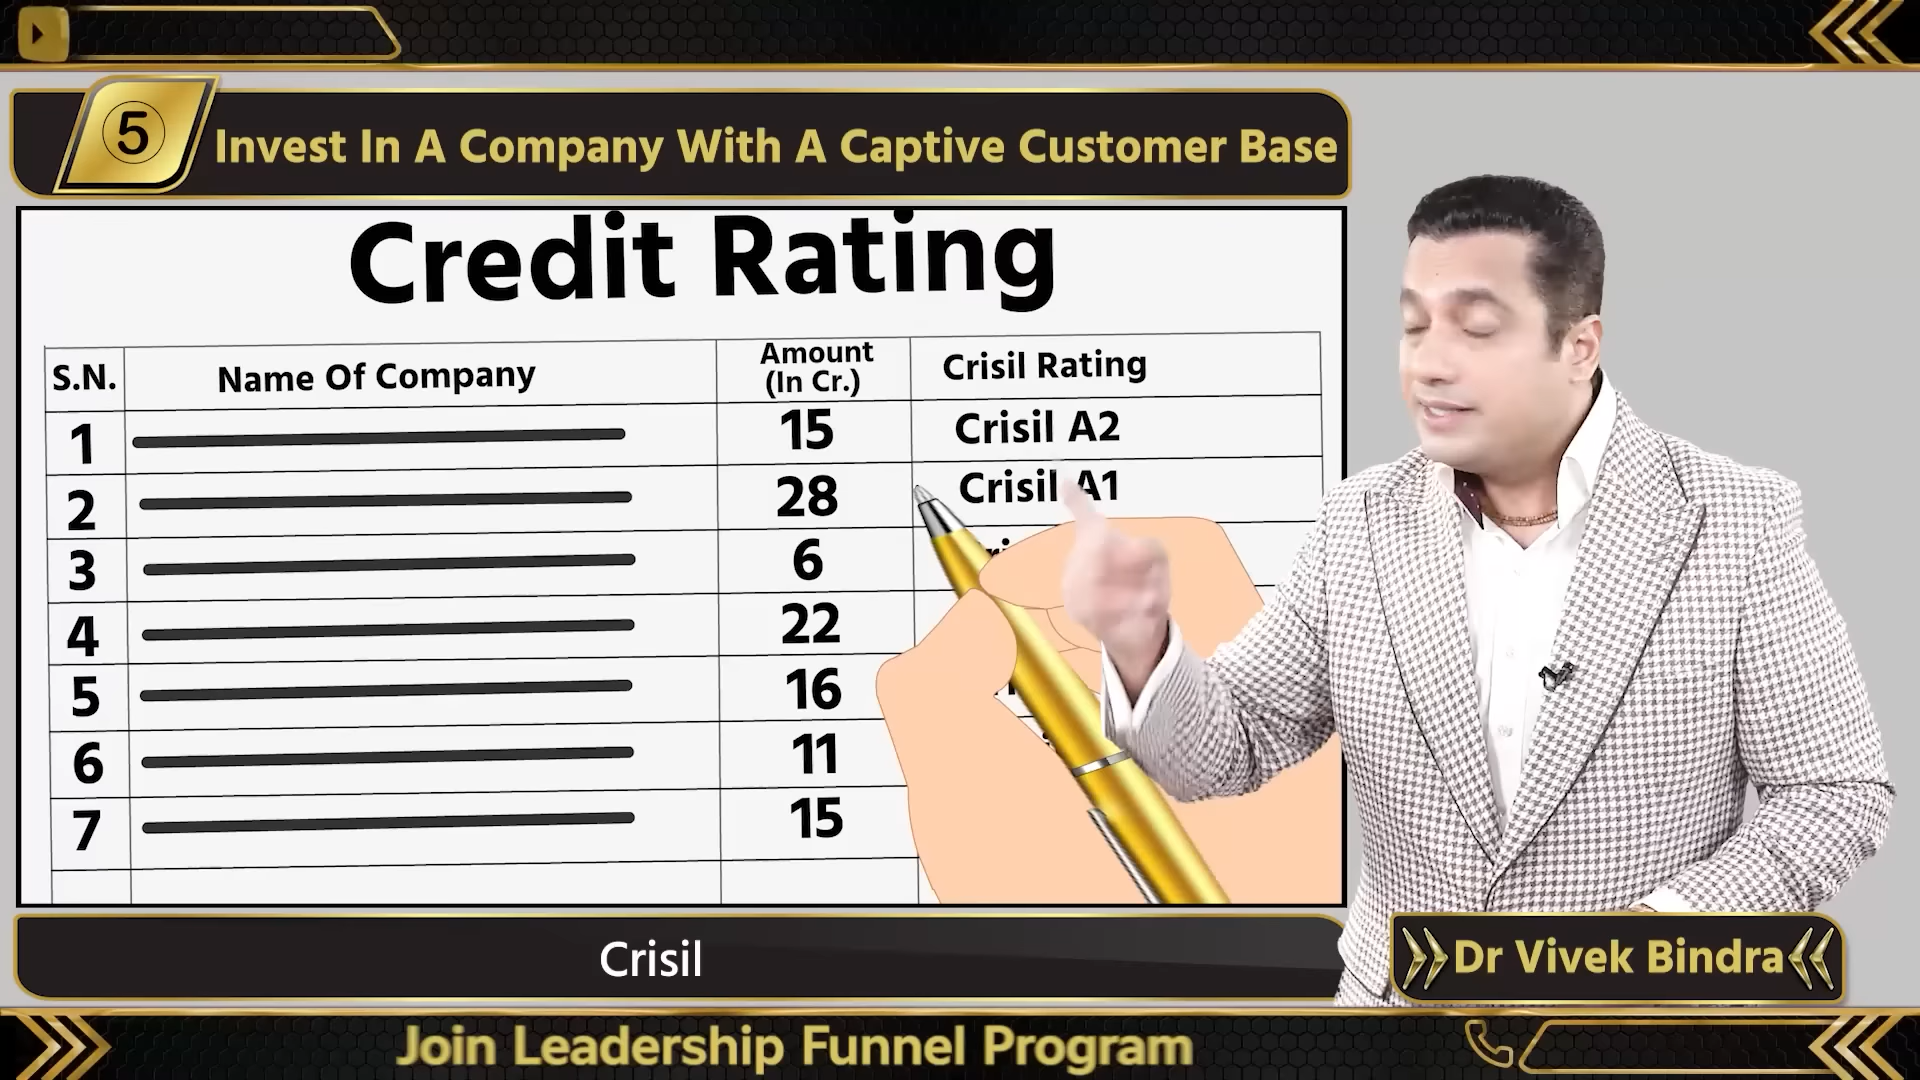 5 Invest In A Company With A Captive Customer Base
Credit Rating
S.N. Name Of Company Amount (In Cr.) Crisil Rating
1 15 Crisil A2
2 28 Crisil A1
3 6
4 22
5 16
6 11
7 15
Crisil
Dr Vivek Bindra
Join Leadership Funnel Program